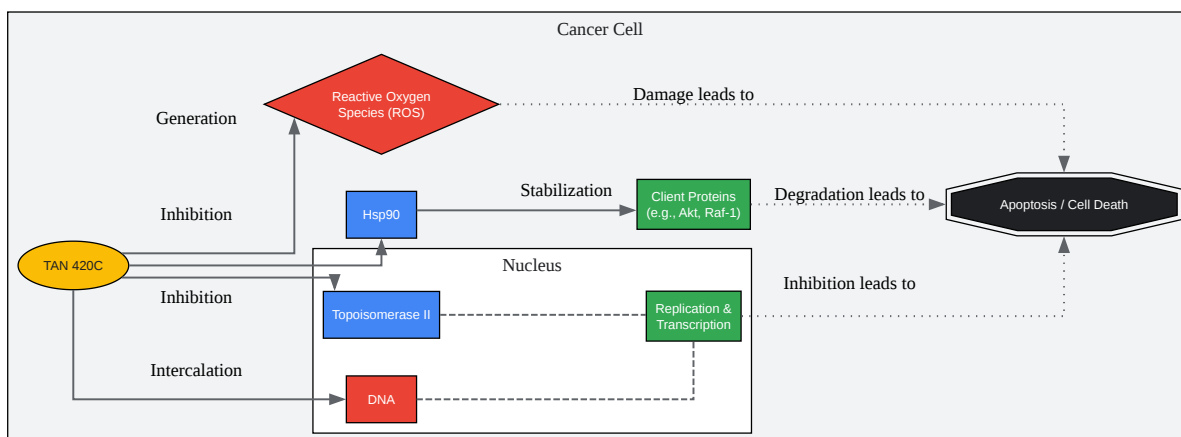 Cancer Cell
Reactive Oxygen
Species (ROS)
Damage leads to
Generation
Inhibition
Hsp90
Stabilization
Client Proteins
(e.g., Akt, Raf-1)
Degradation leads to
Apoptosis / Cell Death
TAN 420C
Nucleus
Inhibition
Topoisomerase II
Replication &
Transcription
Inhibition leads to
Intercalation
DNA